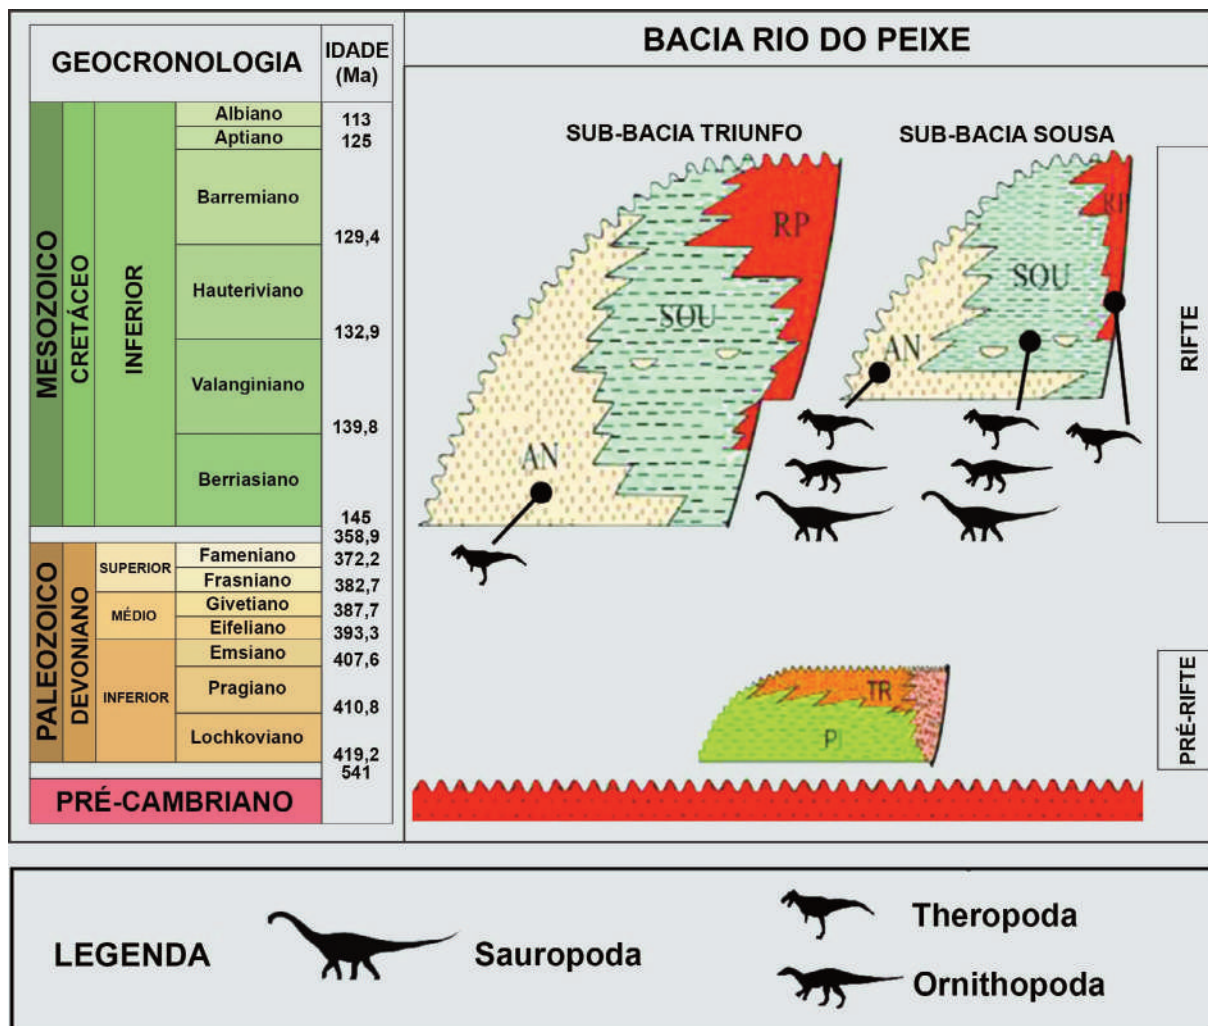 GEOCRONOLOGIA
IDADE
(Ma)
BACIA RIO DO PEIXE
MESOZOICO
CRETÁCEO
INFERIOR
Albiano
113
Aptiano
125
Barremiano
129,4
Hauteriviano
132,9
Valanginiano
139,8
Berriasiano
145
358,9
PALEOZOICO
DEVONIANO
SUPERIOR
Fameniano
372,2
Frasniano
382,7
MÉDIO
Givetiano
387,7
Eifeliano
393,3
INFERIOR
Emsiano
407,6
Pragiano
410,8
Lochkoviano
419,2
541
PRÉ-CAMBRIANO
SUB-BACIA TRIUNFO
RP
SOU
AN
SUB-BACIA SOUSA
RP
SOU
AN
RIFTE
TR
PI
PRÉ-RIFTE
LEGENDA
Sauropoda
Theropoda
Ornithopoda